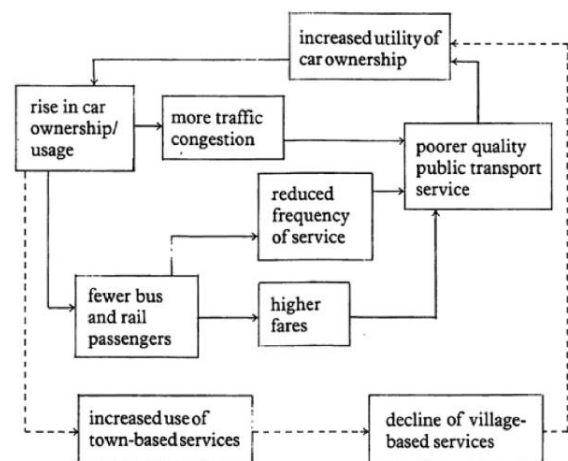 increased utility of
car ownership
rise in car
ownership/
usage
more traffic
congestion
poorer quality
public transport
service
reduced
frequency
of service
fewer bus
and rail
passengers
higher
fares
increased use of
town-based services
decline of village-
based services